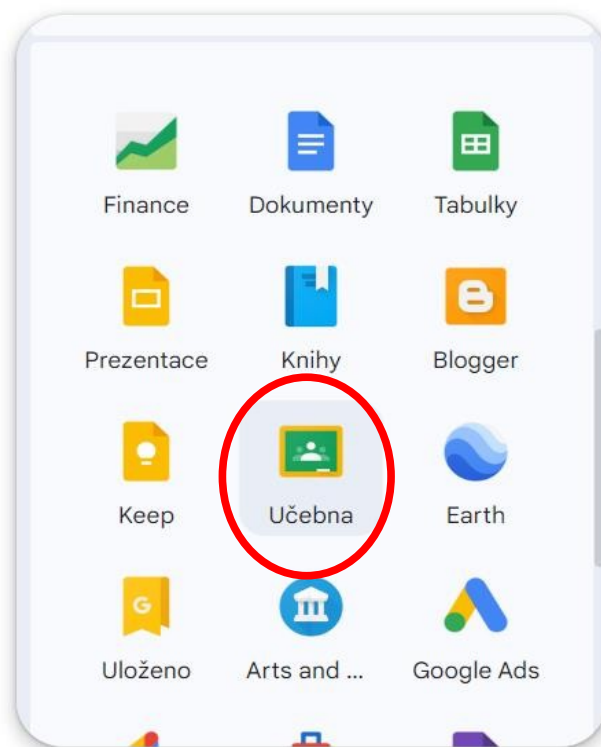 Finance Dokumenty Tabulky
Prezentace Knihy Blogger
Keep Učebna Earth
G
Uloženo Arts and ... Google Ads